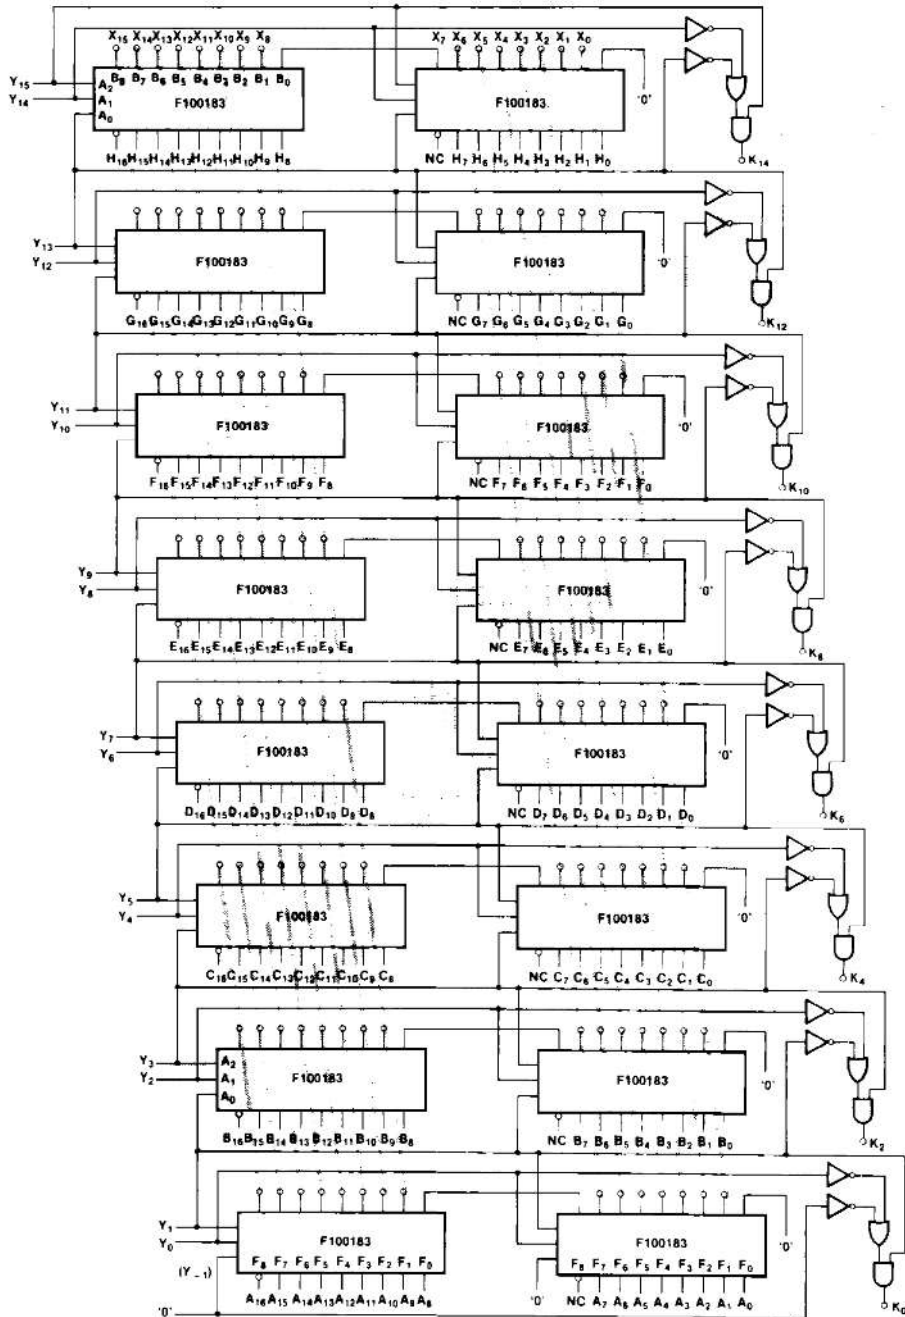 X15 X14 X13 X12 X11 X10 X9 X8 X7 X6 X5 X4 X3 X2 X1 X0
Y15 A2 B8 B7 B6 B5 B4 B3 B2 B1 B0 '0'
Y14 A1 F100183 F100183
A0
H16 H15 H14 H13 H12 H11 H10 H9 H8 NC H7 H6 H5 H4 H3 H2 H1 H0 K14
Y13
Y12 F100183 F100183 '0'
G16 G15 G14 G13 G12 G11 G10 G9 G8 NC G7 G6 G5 G4 G3 G2 G1 G0 K12
Y11
Y10 F100183 F100183 '0'
F16 F15 F14 F13 F12 F11 F10 F9 F8 NC F7 F6 F5 F4 F3 F2 F1 F0 K10
Y9
Y8 F100183 F100183 '0'
E16 E15 E14 E13 E12 E11 E10 E9 E8 NC E7 E6 E5 E4 E3 E2 E1 E0 K8
Y7
Y6 F100183 F100183 '0'
D16 D15 D14 D13 D12 D11 D10 D9 D8 NC D7 D6 D5 D4 D3 D2 D1 D0 K6
Y5
Y4 F100183 F100183 '0'
C16 C15 C14 C13 C12 C11 C10 C9 C8 NC C7 C6 C5 C4 C3 C2 C1 C0 K4
Y3 A2
Y2 A1 F100183 F100183 '0'
A0
B16 B15 B14 B13 B12 B11 B10 B9 B8 NC B7 B6 B5 B4 B3 B2 B1 B0 K2
Y1
Y0 F100183 F100183 '0'
(Y−1) F8 F7 F6 F5 F4 F3 F2 F1 F0 F8 F7 F6 F5 F4 F3 F2 F1 F0
'0' A16 A15 A14 A13 A12 A11 A10 A9 A8 '0' NC A7 A6 A5 A4 A3 A2 A1 A0 K0